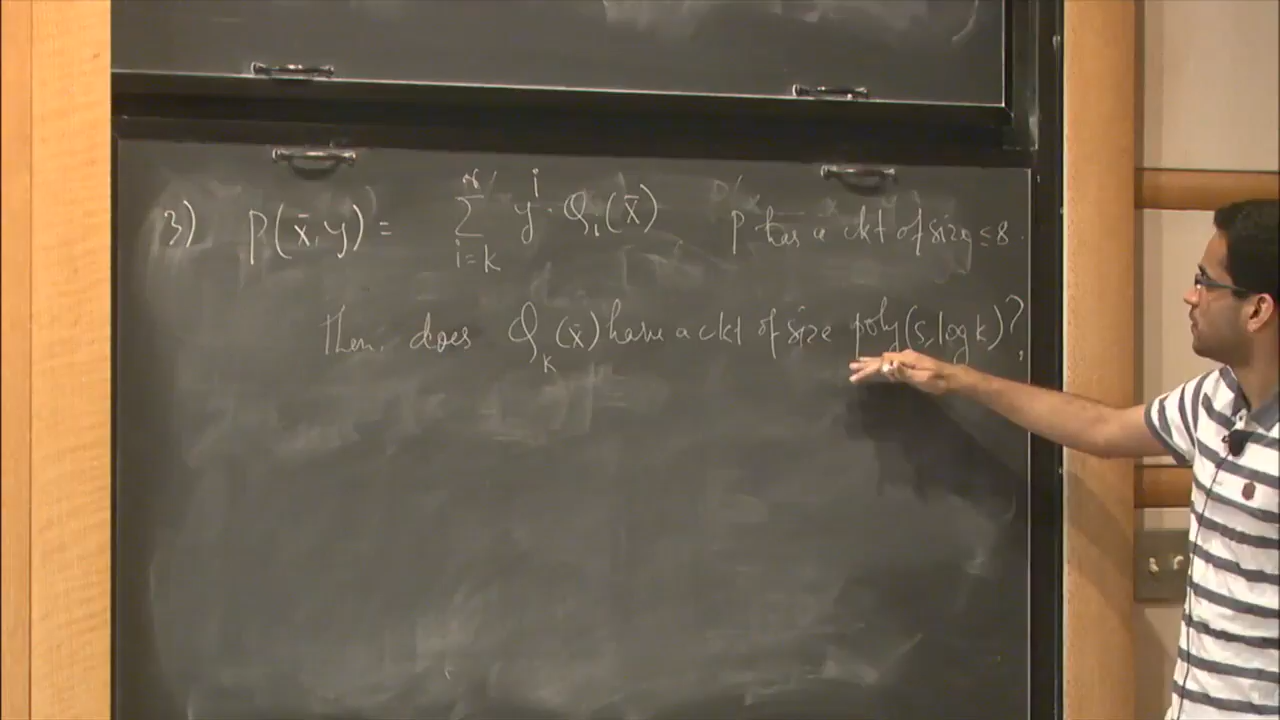 3) P(x̄,y) = Σ_{i=k}^{r} y^i · Q_i(x̄) P has a ckt of size ≤ s.
Then, does Q_k(x̄) have a ckt of size poly(s, log k)?